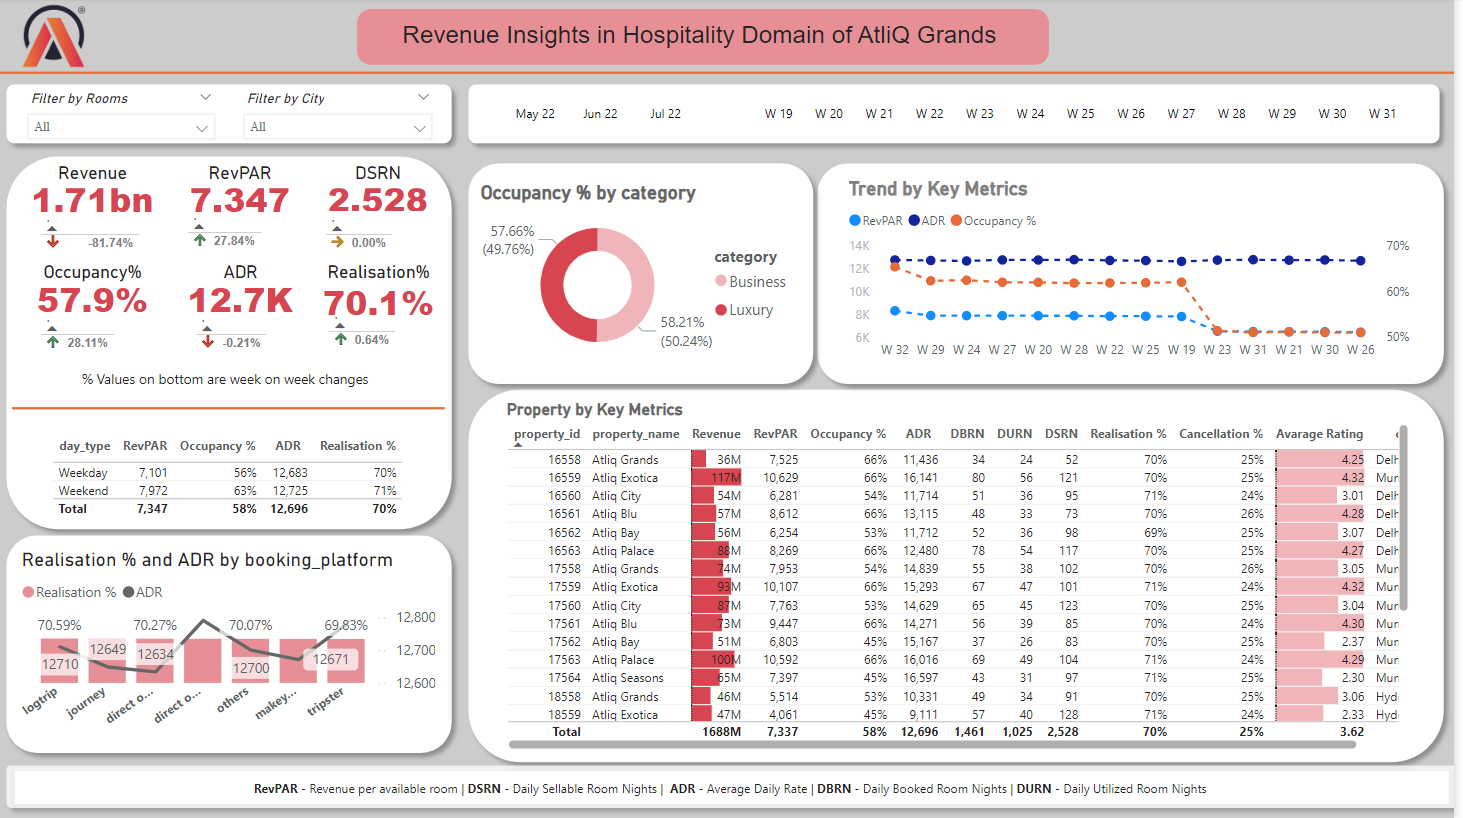 ®
Revenue Insights in Hospitality Domain of AtliQ Grands
Filter by Rooms
All
Filter by City
All
May 22 Jun 22 Jul 22
W 19 W 20 W 21 W 22 W 23 W 24 W 25 W 26 W 27 W 28 W 29 W 30 W 31
Revenue
1.71bn
-81.74%
RevPAR
7.347
27.84%
DSRN
2.528
0.00%
Occupancy%
57.9%
28.11%
ADR
12.7K
-0.21%
Realisation%
70.1%
0.64%
% Values on bottom are week on week changes
day_type RevPAR Occupancy % ADR Realisation %
Weekday 7,101 56% 12,683 70%
Weekend 7,972 63% 12,725 71%
Total 7,347 58% 12,696 70%
Occupancy % by category
57.66%
(49.76%)
58.21%
(50.24%)
category
Business
Luxury
Trend by Key Metrics
RevPAR ADR Occupancy %
14K
12K
10K
8K
6K
70%
60%
50%
W 32 W 29 W 24 W 27 W 20 W 28 W 22 W 25 W 19 W 23 W 31 W 21 W 30 W 26
Realisation % and ADR by booking_platform
Realisation % ADR
70.59% 70.27% 70.07% 69.83%
12710 12649 12634 12700 12671
12,800
12,700
12,600
logtrip journey direct o... direct o... others makey... tripster
Property by Key Metrics
property_id property_name Revenue RevPAR Occupancy % ADR DBRN DURN DSRN Realisation % Cancellation % Avarage Rating
16558 Atliq Grands 36M 7,525 66% 11,436 34 24 52 70% 25% 4.25 Delh
16559 Atliq Exotica 117M 10,629 66% 16,141 80 56 121 70% 25% 4.32 Mun
16560 Atliq City 54M 6,281 54% 11,714 51 36 95 71% 24% 3.01 Delh
16561 Atliq Blu 57M 8,612 66% 13,115 48 33 73 70% 26% 4.28 Delh
16562 Atliq Bay 56M 6,254 53% 11,712 52 36 98 69% 25% 3.07 Delh
16563 Atliq Palace 88M 8,269 66% 12,480 78 54 117 70% 25% 4.27 Delh
17558 Atliq Grands 74M 7,953 54% 14,839 55 38 102 70% 26% 3.05 Mun
17559 Atliq Exotica 93M 10,107 66% 15,293 67 47 101 71% 24% 4.32 Mun
17560 Atliq City 87M 7,763 53% 14,629 65 45 123 70% 25% 3.04 Mun
17561 Atliq Blu 73M 9,447 66% 14,271 56 39 85 70% 24% 4.30 Mun
17562 Atliq Bay 51M 6,803 45% 15,167 37 26 83 70% 25% 2.37 Mun
17563 Atliq Palace 100M 10,592 66% 16,016 69 49 104 71% 24% 4.29 Mun
17564 Atliq Seasons 65M 7,397 45% 16,597 43 31 97 71% 25% 2.30 Mun
18558 Atliq Grands 46M 5,514 53% 10,331 49 34 91 70% 25% 3.06 Hyd
18559 Atliq Exotica 47M 4,061 45% 9,111 57 40 128 71% 24% 2.33 Hyd
Total 1688M 7,337 58% 12,696 1,461 1,025 2,528 70% 25% 3.62
RevPAR - Revenue per available room | DSRN - Daily Sellable Room Nights | ADR - Average Daily Rate | DBRN - Daily Booked Room Nights | DURN - Daily Utilized Room Nights